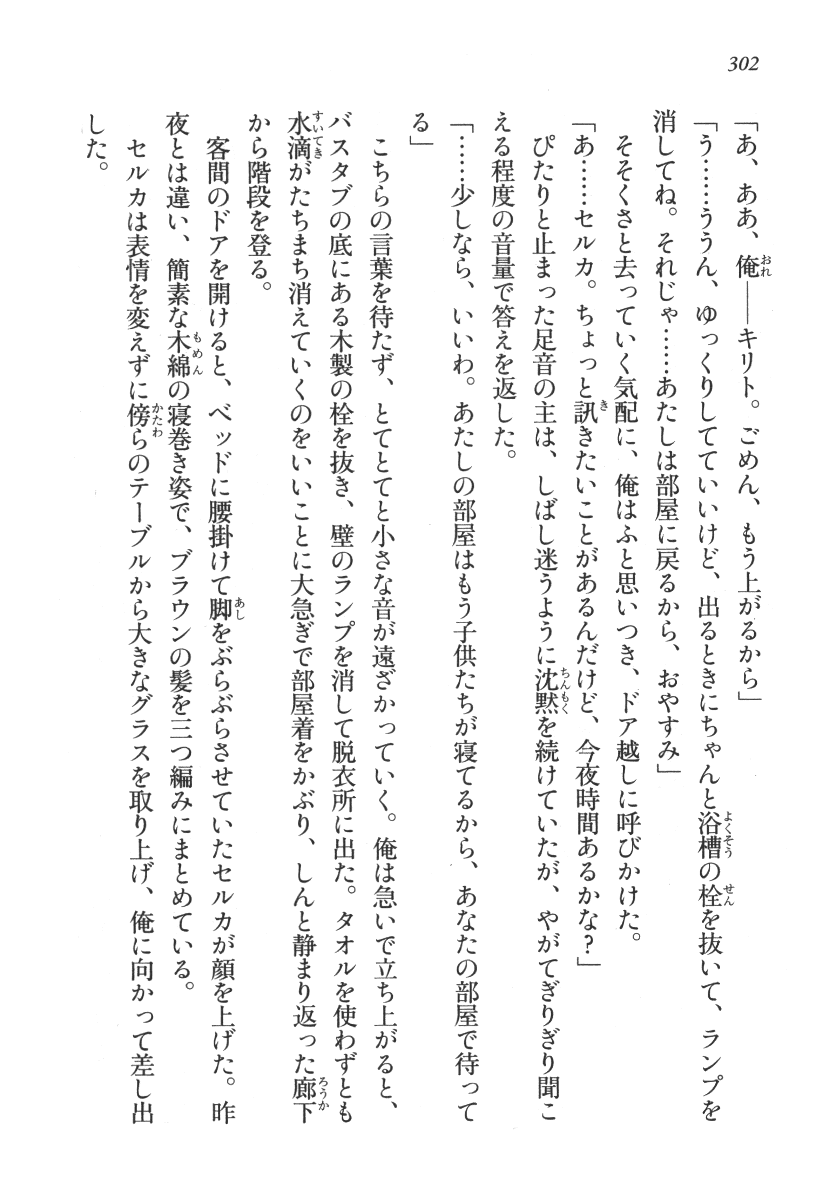 302
「あ、ああ、俺――キリト。ごめん、もう上がるから」
「う……ううん、ゆっくりしてていいけど、出るときにちゃんと浴槽の栓を抜いて、ランプを
消してね。それじゃ……あたしは部屋に戻るから、おやすみ」
　そそくさと去っていく気配に、俺はふと思いつき、ドア越しに呼びかけた。
「あ……セルカ。ちょっと訊きたいことがあるんだけど、今夜時間あるかな？」
　ぴたりと止まった足音の主は、しばし迷うように沈黙を続けていたが、やがてぎりぎり聞こ
える程度の音量で答えを返した。
「……少しなら、いいわ。あたしの部屋はもう子供たちが寝てるから、あなたの部屋で待って
る」
　こちらの言葉を待たず、とてとてと小さな音が遠ざかっていく。俺は急いで立ち上がると、
バスタブの底にある木製の栓を抜き、壁のランプを消して脱衣所に出た。タオルを使わずとも
水滴がたちまち消えていくのをいいことに大急ぎで部屋着をかぶり、しんと静まり返った廊下
から階段を登る。
　客間のドアを開けると、ベッドに腰掛けて脚をぶらぶらさせていたセルカが顔を上げた。昨
夜とは違い、簡素な木綿の寝巻き姿で、ブラウンの髪を三つ編みにまとめている。
　セルカは表情を変えずに傍らのテーブルから大きなグラスを取り上げ、俺に向かって差し出
した。